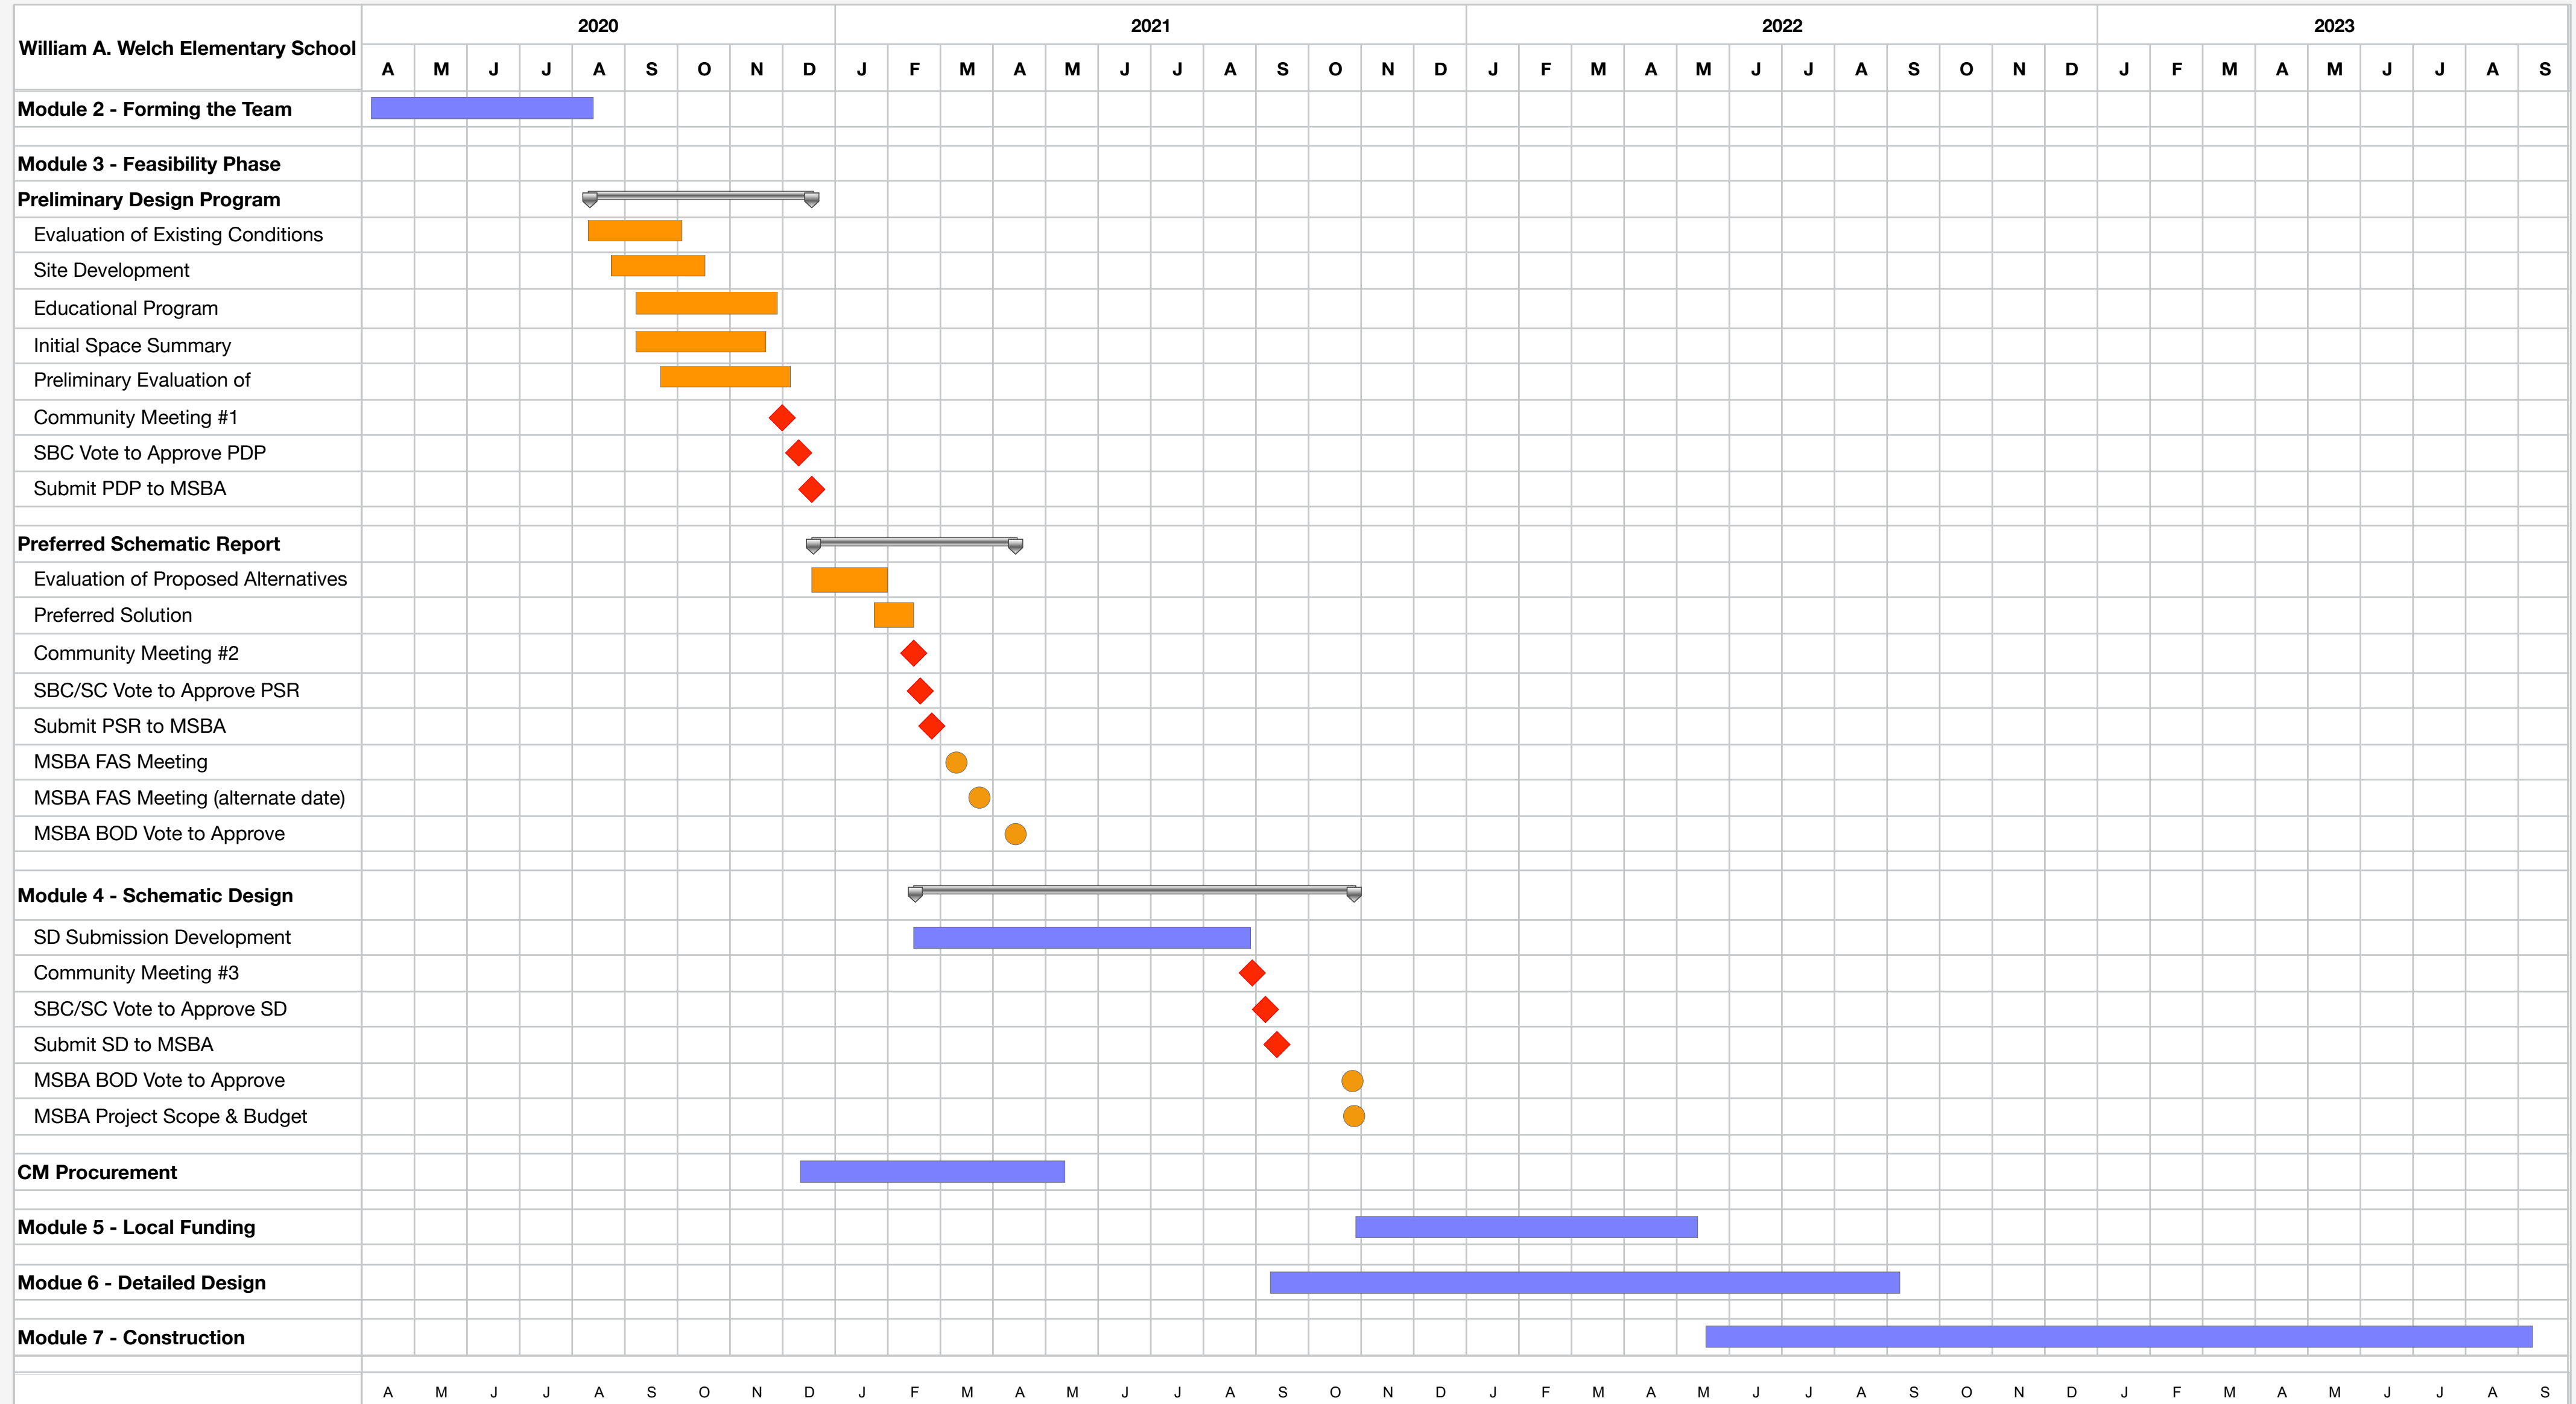 2020 2021 2022 2023
William A. Welch Elementary School
A M J J A S O N D J F M A M J J A S O N D J F M A M J J A S O N D J F M A M J J A S
Module 2 - Forming the Team
Module 3 - Feasibility Phase
Preliminary Design Program
Evaluation of Existing Conditions
Site Development
Educational Program
Initial Space Summary
Preliminary Evaluation of
Community Meeting #1
SBC Vote to Approve PDP
Submit PDP to MSBA
Preferred Schematic Report
Evaluation of Proposed Alternatives
Preferred Solution
Community Meeting #2
SBC/SC Vote to Approve PSR
Submit PSR to MSBA
MSBA FAS Meeting
MSBA FAS Meeting (alternate date)
MSBA BOD Vote to Approve
Module 4 - Schematic Design
SD Submission Development
Community Meeting #3
SBC/SC Vote to Approve SD
Submit SD to MSBA
MSBA BOD Vote to Approve
MSBA Project Scope & Budget
CM Procurement
Module 5 - Local Funding
Modue 6 - Detailed Design
Module 7 - Construction
A M J J A S O N D J F M A M J J A S O N D J F M A M J J A S O N D J F M A M J J A S